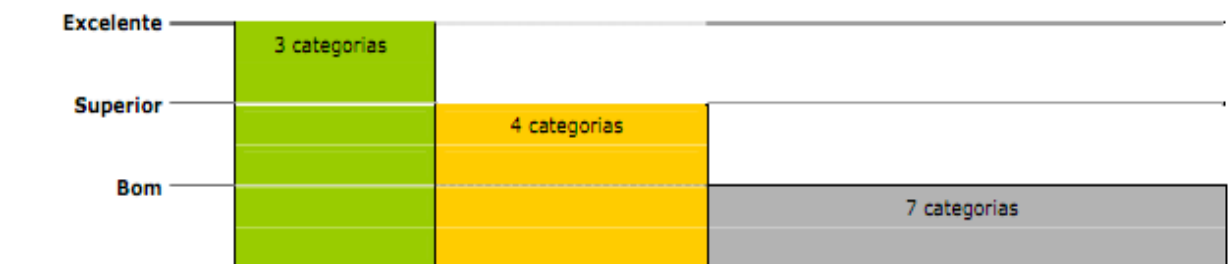 Excelente
3 categorias
Superior
4 categorias
Bom
7 categorias